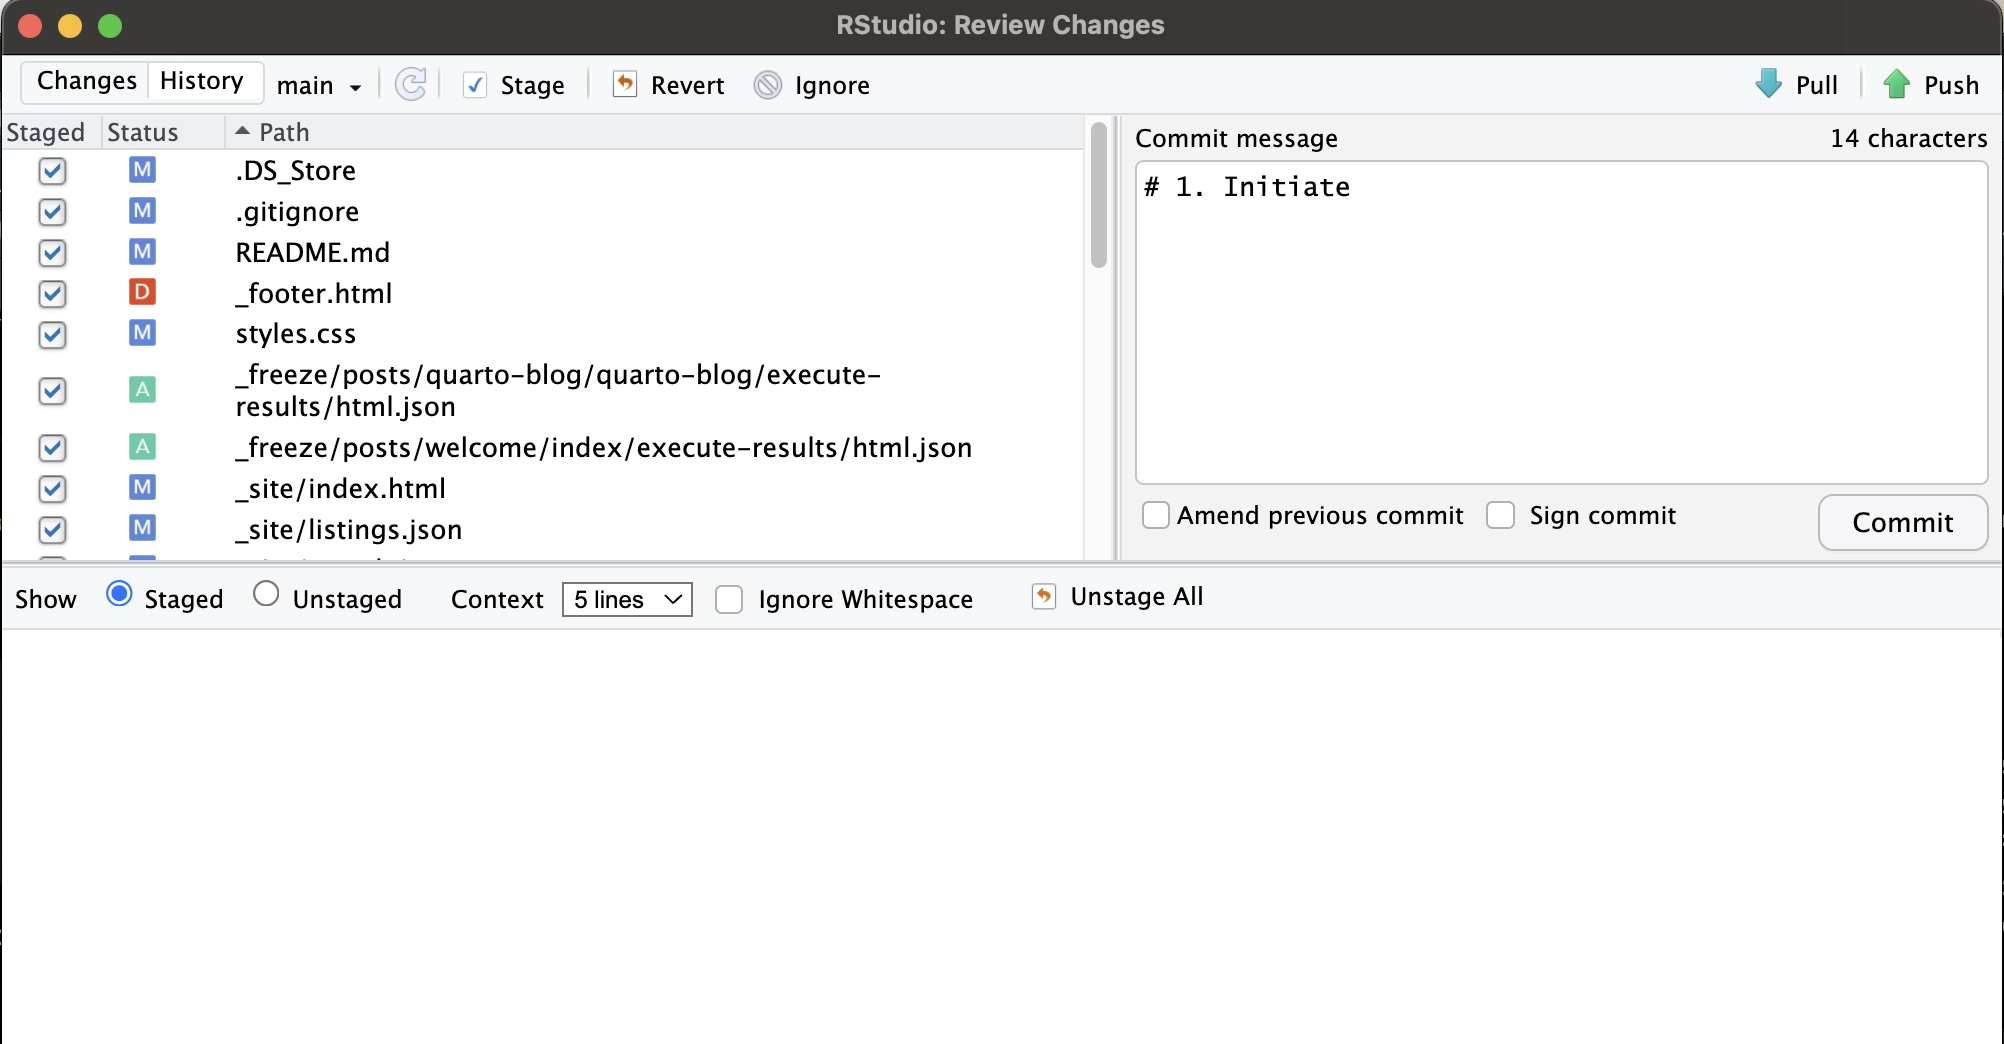 RStudio: Review Changes
Changes History main Stage Revert Ignore Pull Push
Staged Status Path
M .DS_Store
M .gitignore
M README.md
D _footer.html
M styles.css
A _freeze/posts/quarto-blog/quarto-blog/execute-
results/html.json
A _freeze/posts/welcome/index/execute-results/html.json
M _site/index.html
M _site/listings.json
Commit message 14 characters
# 1. Initiate
Amend previous commit Sign commit Commit
Show Staged Unstaged Context 5 lines Ignore Whitespace Unstage All